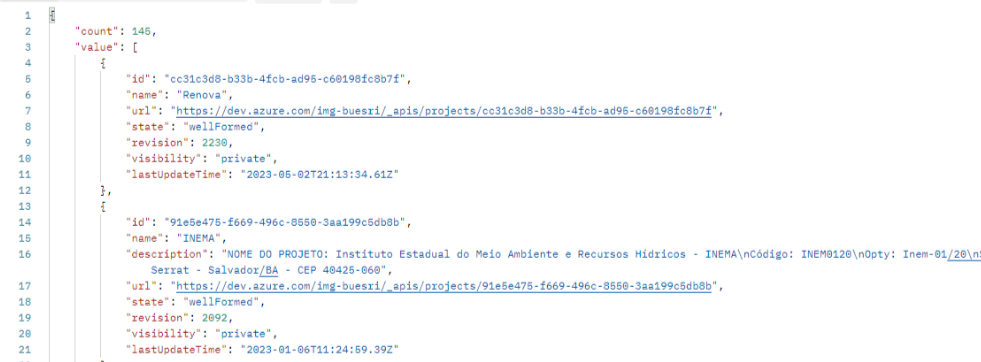 1 {
2 "count": 145,
3 "value": [
4 {
5 "id": "cc31c3d8-b33b-4fcb-ad95-c60198fc8b7f",
6 "name": "Renova",
7 "url": "https://dev.azure.com/img-buesri/_apis/projects/cc31c3d8-b33b-4fcb-ad95-c60198fc8b7f",
8 "state": "wellFormed",
9 "revision": 2230,
10 "visibility": "private",
11 "lastUpdateTime": "2023-05-02T21:13:34.61Z"
12 },
13 {
14 "id": "91e5e475-f669-496c-8550-3aa199c5db8b",
15 "name": "INEMA",
16 "description": "NOME DO PROJETO: Instituto Estadual do Meio Ambiente e Recursos Hídricos - INEMA\nCódigo: INEM0120\nOpty: Inem-01/20\n
Serrat - Salvador/BA - CEP 40425-060",
17 "url": "https://dev.azure.com/img-buesri/_apis/projects/91e5e475-f669-496c-8550-3aa199c5db8b",
18 "state": "wellFormed",
19 "revision": 2092,
20 "visibility": "private",
21 "lastUpdateTime": "2023-01-06T11:24:59.39Z"